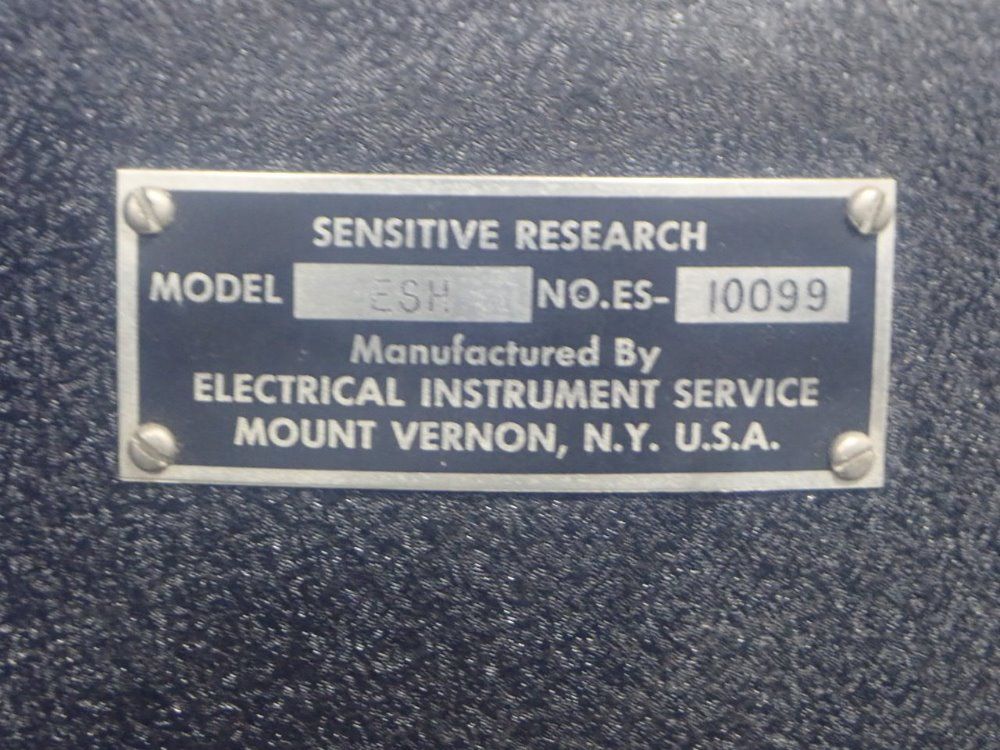 SENSITIVE RESEARCH
MODEL ESH NO.ES- 10099
Manufactured By
ELECTRICAL INSTRUMENT SERVICE
MOUNT VERNON, N.Y. U.S.A.